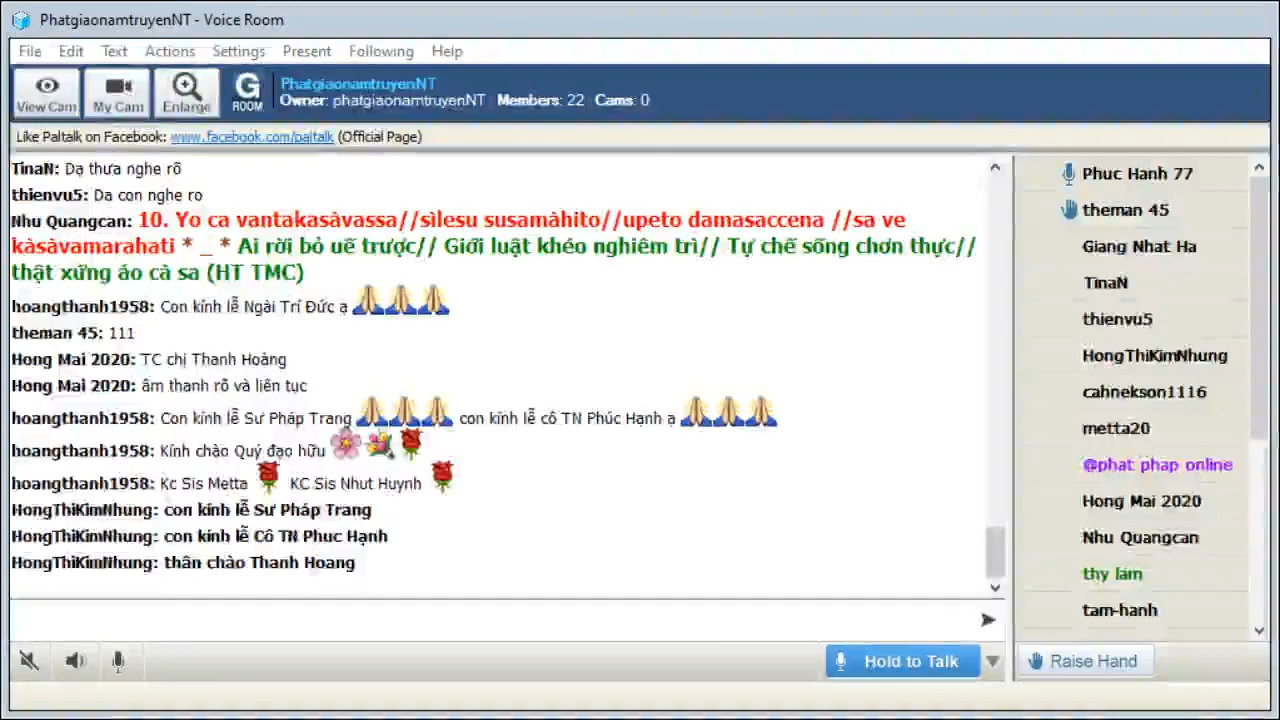 PhatgiaonamtruyenNT - Voice Room
File Edit Text Actions Settings Present Following Help
View Cam My Cam Enlarge G ROOM
PhatgiaonamtruyenNT
Owner: phatgiaonamtruyenNT Members: 22 Cams: 0
Like Paltalk on Facebook: www.facebook.com/paltalk (Official Page)
TinaN: Dạ thưa nghe rõ
thienvu5: Da con nghe ro
Nhu Quangcan: 10. Yo ca vantakasàvassa//sìlesu susamàhito//upeto damasaccena //sa ve
kàsàvamarahati * _ * Ai rời bỏ uế trược// Giới luật khéo nghiêm trì// Tự chế sống chơn thực//
thật xứng áo cà sa (HT TMC)
hoangthanh1958: Con kính lễ Ngài Trí Đức ạ
theman 45: 111
Hong Mai 2020: TC chị Thanh Hoàng
Hong Mai 2020: âm thanh rõ và liên tục
hoangthanh1958: Con kính lễ Sư Pháp Trang con kính lễ cô TN Phúc Hạnh ạ
hoangthanh1958: Kính chào Quý đạo hữu
hoangthanh1958: Kc Sis Metta KC Sis Nhut Huynh
HongThiKimNhung: con kính lễ Sư Pháp Trang
HongThiKimNhung: con kính lễ Cô TN Phuc Hạnh
HongThiKimNhung: thân chào Thanh Hoang
Hold to Talk
Phuc Hanh 77
theman 45
Giang Nhat Ha
TinaN
thienvu5
HongThiKimNhung
cahnekson1116
metta20
@phat phap online
Hong Mai 2020
Nhu Quangcan
thy lám
tam-hanh
Raise Hand